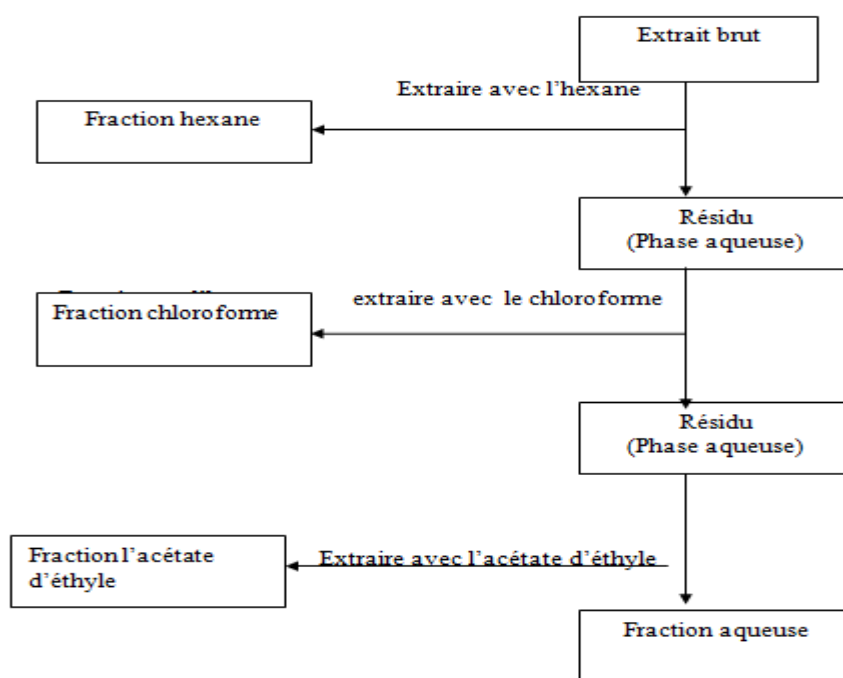 Extrait brut
Extraire avec l'hexane
Fraction hexane
Résidu
(Phase aqueuse)
extraire avec le chloroforme
Fraction chloroforme
Résidu
(Phase aqueuse)
Fraction l'acétate
d'éthyle
Extraire avec l'acétate d'éthyle
Fraction aqueuse